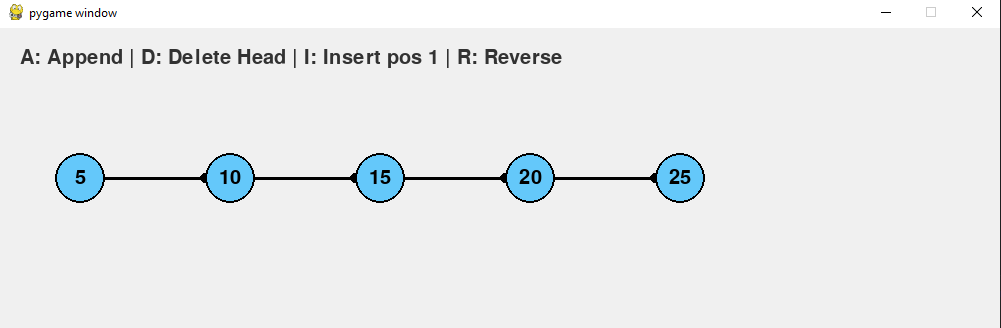 pygame window
A: Append | D: Delete Head | I: Insert pos 1 | R: Reverse
5 10 15 20 25